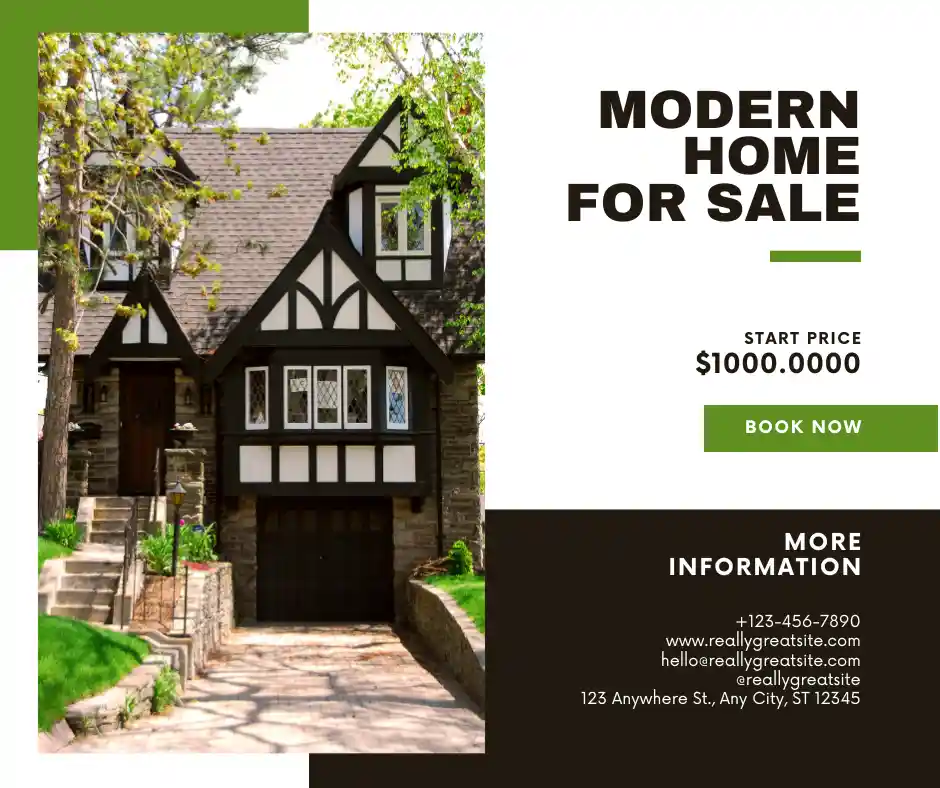 MODERN
HOME
FOR SALE
START PRICE
$1000.0000
BOOK NOW
MORE
INFORMATION
+123-456-7890
www.reallygreatsite.com
hello@reallygreatsite.com
@reallygreatsite
123 Anywhere St., Any City, ST 12345